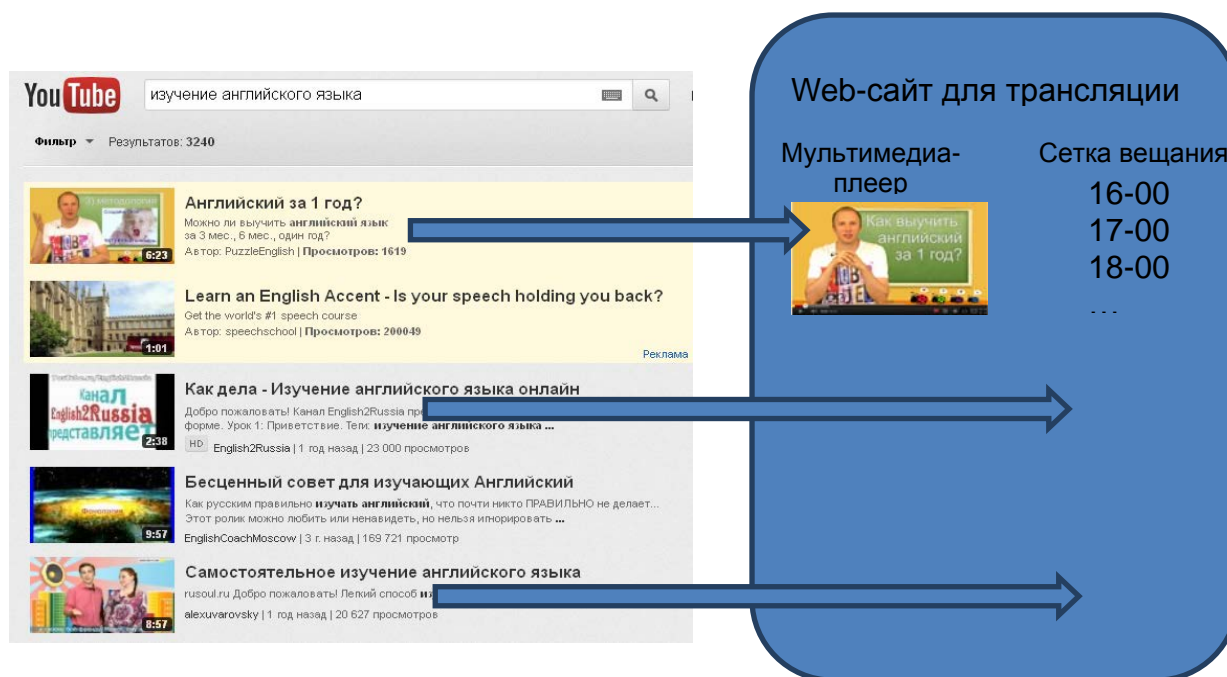 YouTube
изучение английского языка
Фильтр Результатов: 3240
(3) методология
6:23
Английский за 1 год?
Можно ли выучить английский язык
за 3 мес., 6 мес., один год?
Автор: PuzzleEnglish | Просмотров: 1619
1:01
Learn an English Accent - Is your speech holding you back?
Get the world's #1 speech course
Автор: speechschool | Просмотров: 200049
Реклама
канал
English2Russia
представляет
2:38
Как дела - Изучение английского языка онлайн
Добро пожаловать! Канал English2Russia
форме. Урок 1: Приветствие. Теги: изучение английского языка ...
HD English2Russia | 1 год назад | 23 000 просмотров
9:57
Бесценный совет для изучающих Английский
Как русским правильно изучать английский, что почти никто ПРАВИЛЬНО не делает...
Этот ролик можно любить или ненавидеть, но нельзя игнорировать ...
EnglishCoachMoscow | 3 г. назад | 169 721 просмотр
8:57
Самостоятельное изучение английского языка
rusoul.ru Добро пожаловать! Легкий способ
alexuvarovsky | 1 год назад | 20 627 просмотров
Web-сайт для трансляции
Мультимедиа-
плеер
Как выучить
английский
за 1 год?
Сетка вещания
16-00
17-00
18-00
...